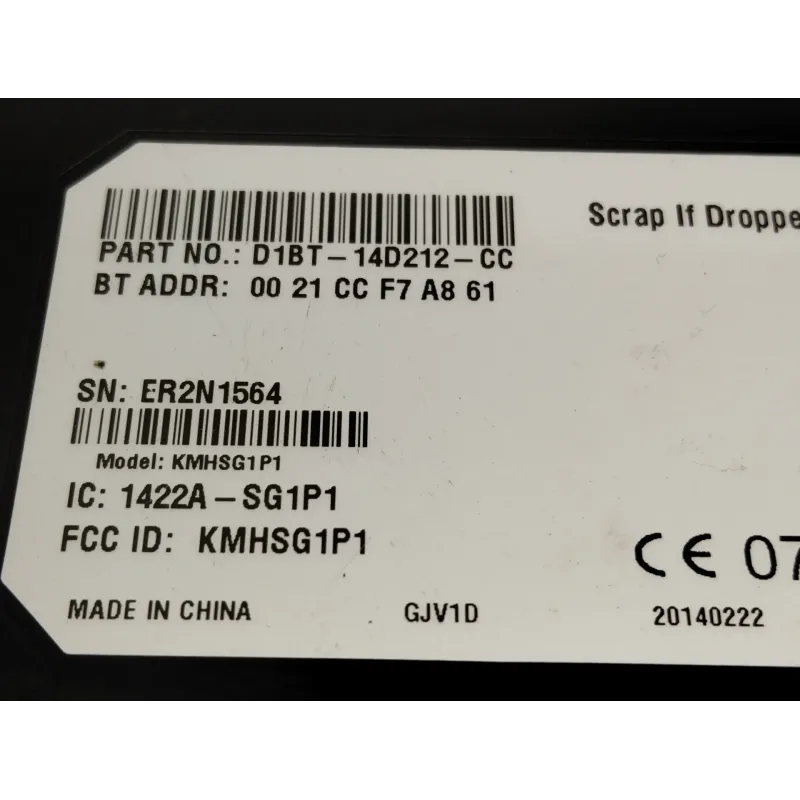 Scrap If Droppe
PART NO.: D1BT-14D212-CC
BT ADDR: 00 21 CC F7 A8 61
SN: ER2N1564
Model: KMHSG1P1
IC: 1422A-SG1P1
FCC ID: KMHSG1P1
CE 07
MADE IN CHINA GJV1D 20140222